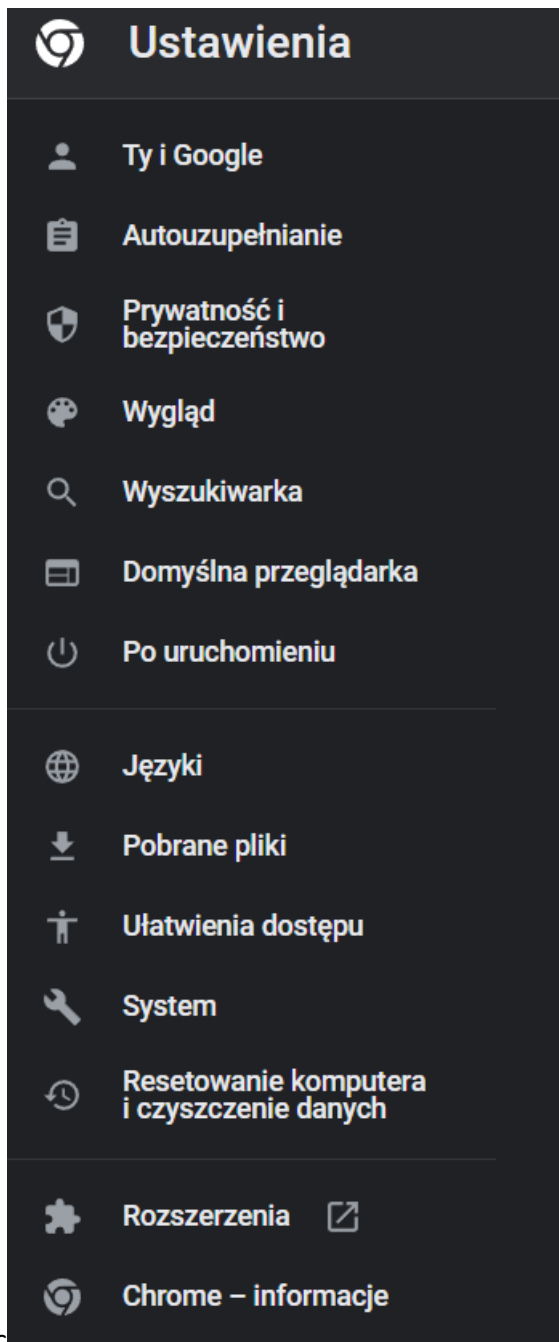 Ustawienia
Ty i Google
Autouzupełnianie
Prywatność i
bezpieczeństwo
Wygląd
Wyszukiwarka
Domyślna przeglądarka
Po uruchomieniu
Języki
Pobrane pliki
Ułatwienia dostępu
System
Resetowanie komputera
i czyszczenie danych
Rozszerzenia
Chrome – informacje